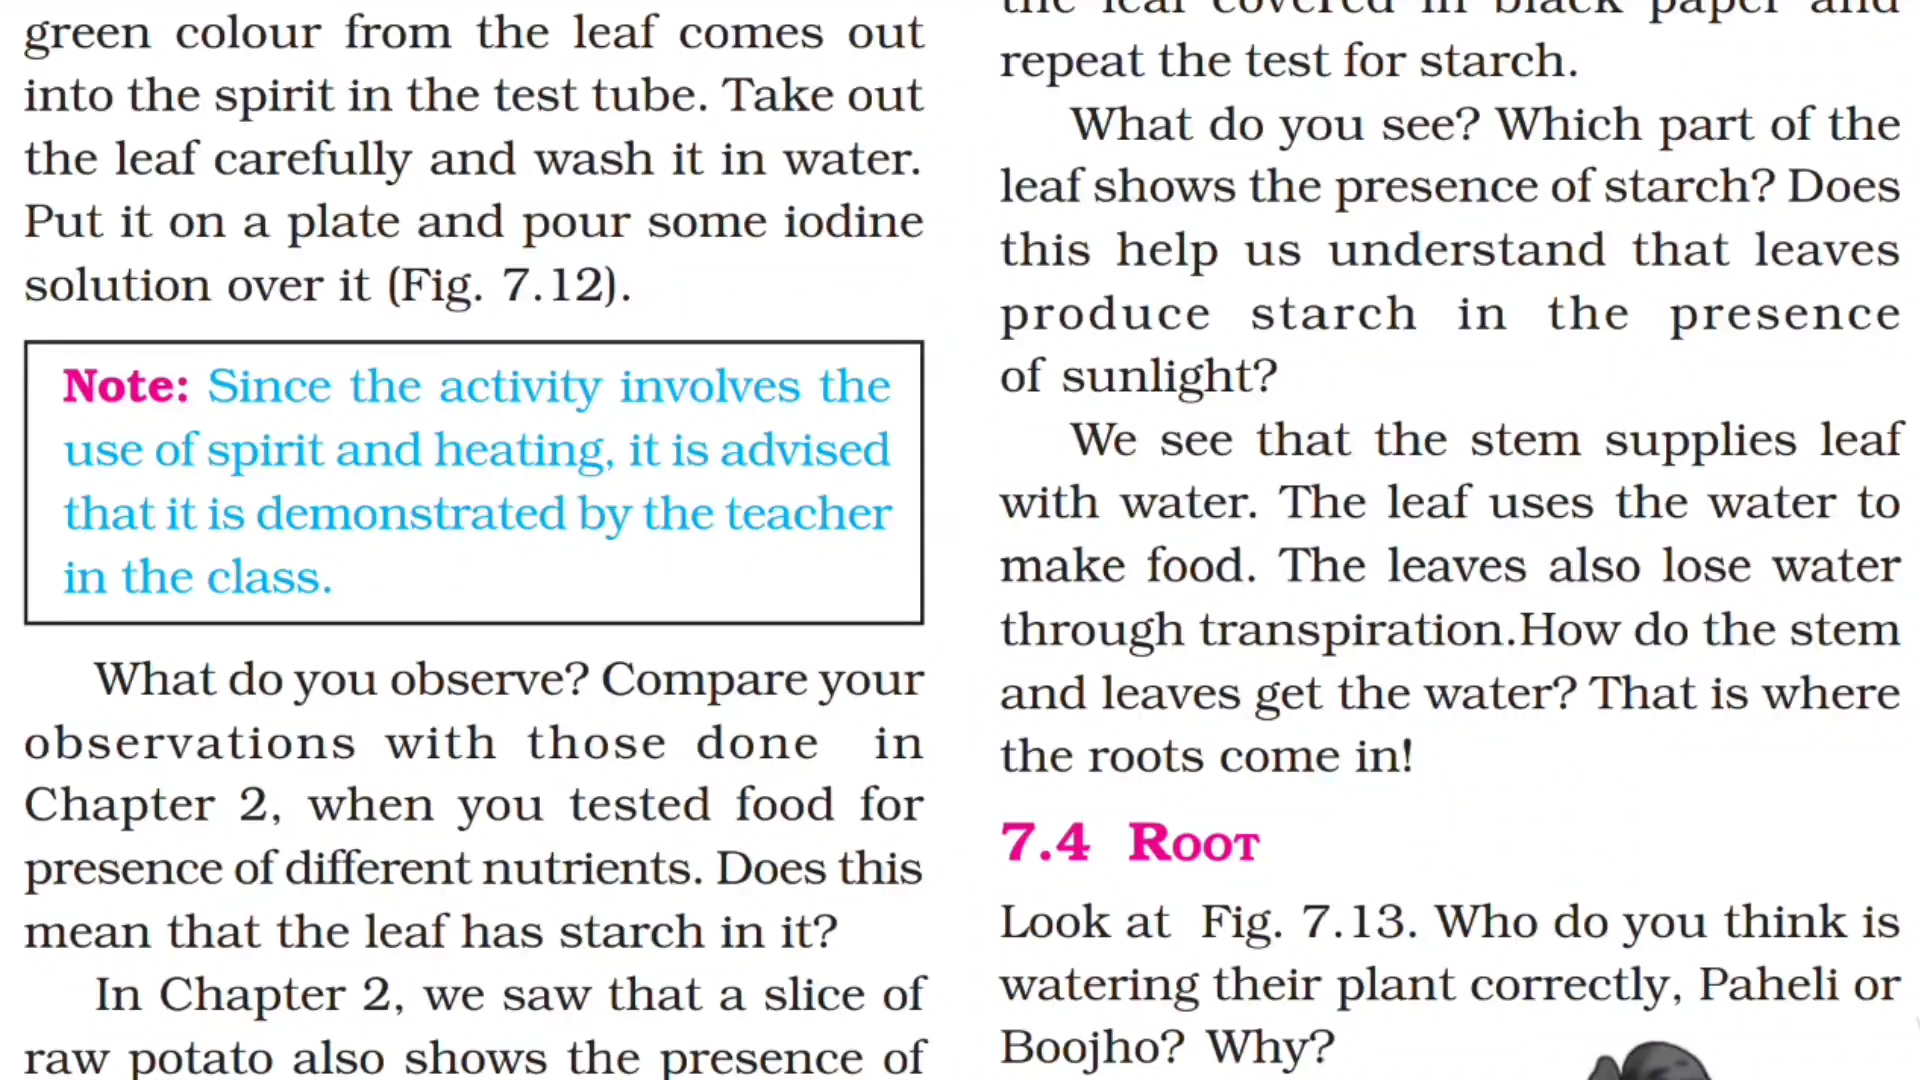 green colour from the leaf comes out
into the spirit in the test tube. Take out
the leaf carefully and wash it in water.
Put it on a plate and pour some iodine
solution over it (Fig. 7.12).
Note: Since the activity involves the
use of spirit and heating, it is advised
that it is demonstrated by the teacher
in the class.
What do you observe? Compare your
observations with those done in
Chapter 2, when you tested food for
presence of different nutrients. Does this
mean that the leaf has starch in it?
In Chapter 2, we saw that a slice of
raw potato also shows the presence of
the leaf covered in black paper and
repeat the test for starch.
What do you see? Which part of the
leaf shows the presence of starch? Does
this help us understand that leaves
produce starch in the presence
of sunlight?
We see that the stem supplies leaf
with water. The leaf uses the water to
make food. The leaves also lose water
through transpiration.How do the stem
and leaves get the water? That is where
the roots come in!
7.4 ROOT
Look at Fig. 7.13. Who do you think is
watering their plant correctly, Paheli or
Boojho? Why?